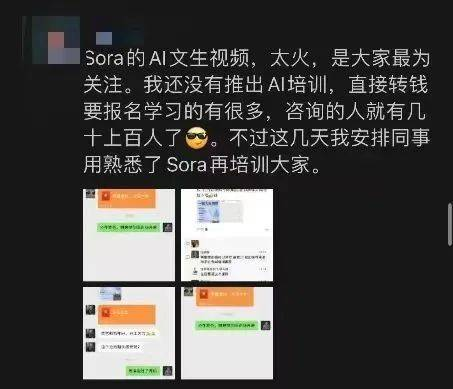 Sora的AI文生视频，太火，是大家最为
关注。我还没有推出AI培训，直接转钱
要报名学习的有很多，咨询的人就有几
十上百人了😎。不过这几天我安排同事
用熟悉了Sora再培训大家。